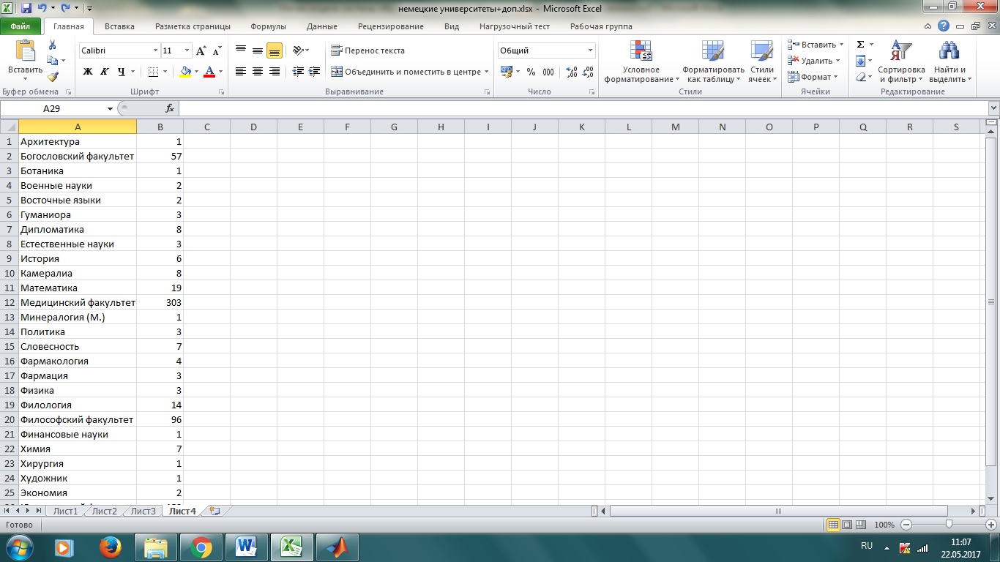 немецкие университеты+доп.xlsx - Microsoft Excel
Файл Главная Вставка Разметка страницы Формулы Данные Рецензирование Вид Нагрузочный тест Рабочая группа
Вставить
Буфер обмена
Calibri 11
Ж К Ч
Шрифт
Перенос текста
Объединить и поместить в центре
Выравнивание
Общий
% 000
Число
Условное форматирование
Форматировать как таблицу
Стили ячеек
Стили
Вставить
Удалить
Формат
Ячейки
Σ
Сортировка и фильтр
Найти и выделить
Редактирование
A29 fx
A B C D E F G H I J K L M N O P Q R S
1 Архитектура 1
2 Богословский факультет 57
3 Ботаника 1
4 Военные науки 2
5 Восточные языки 2
6 Гуманиора 3
7 Дипломатика 8
8 Естественные науки 3
9 История 6
10 Камералиа 8
11 Математика 19
12 Медицинский факультет 303
13 Минералогия (М.) 1
14 Политика 3
15 Словесность 7
16 Фармакология 4
17 Фармация 3
18 Физика 3
19 Филология 14
20 Философский факультет 96
21 Финансовые науки 1
22 Химия 7
23 Хирургия 1
24 Художник 1
25 Экономия 2
Лист1 Лист2 Лист3 Лист4
Готово 100%
RU 11:07
22.05.2017